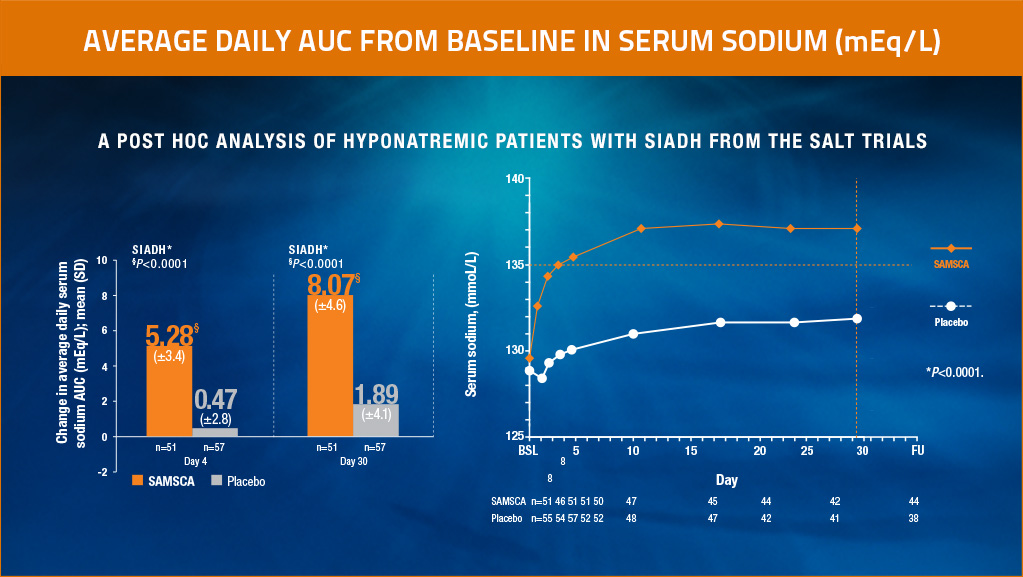 AVERAGE DAILY AUC FROM BASELINE IN SERUM SODIUM (mEq/L)
A POST HOC ANALYSIS OF HYPONATREMIC PATIENTS WITH SIADH FROM THE SALT TRIALS
Change in average daily serum
sodium AUC (mEq/L); mean (SD)
10
8
6
4
2
0
-2
SIADH*
§P<0.0001
5.28§
(±3.4)
0.47
(±2.8)
n=51
n=57
Day 4
SIADH*
§P<0.0001
8.07§
(±4.6)
1.89
(±4.1)
n=51
n=57
Day 30
SAMSCA
Placebo
Serum sodium, (mmoL/L)
140
135
130
125
BSL
5
10
15
20
25
30
FU
8
8
Day
SAMSCA n=51 46 51 51 50 47 45 44 42 44
Placebo n=55 54 57 52 52 48 47 42 41 38
SAMSCA
Placebo
*P<0.0001.